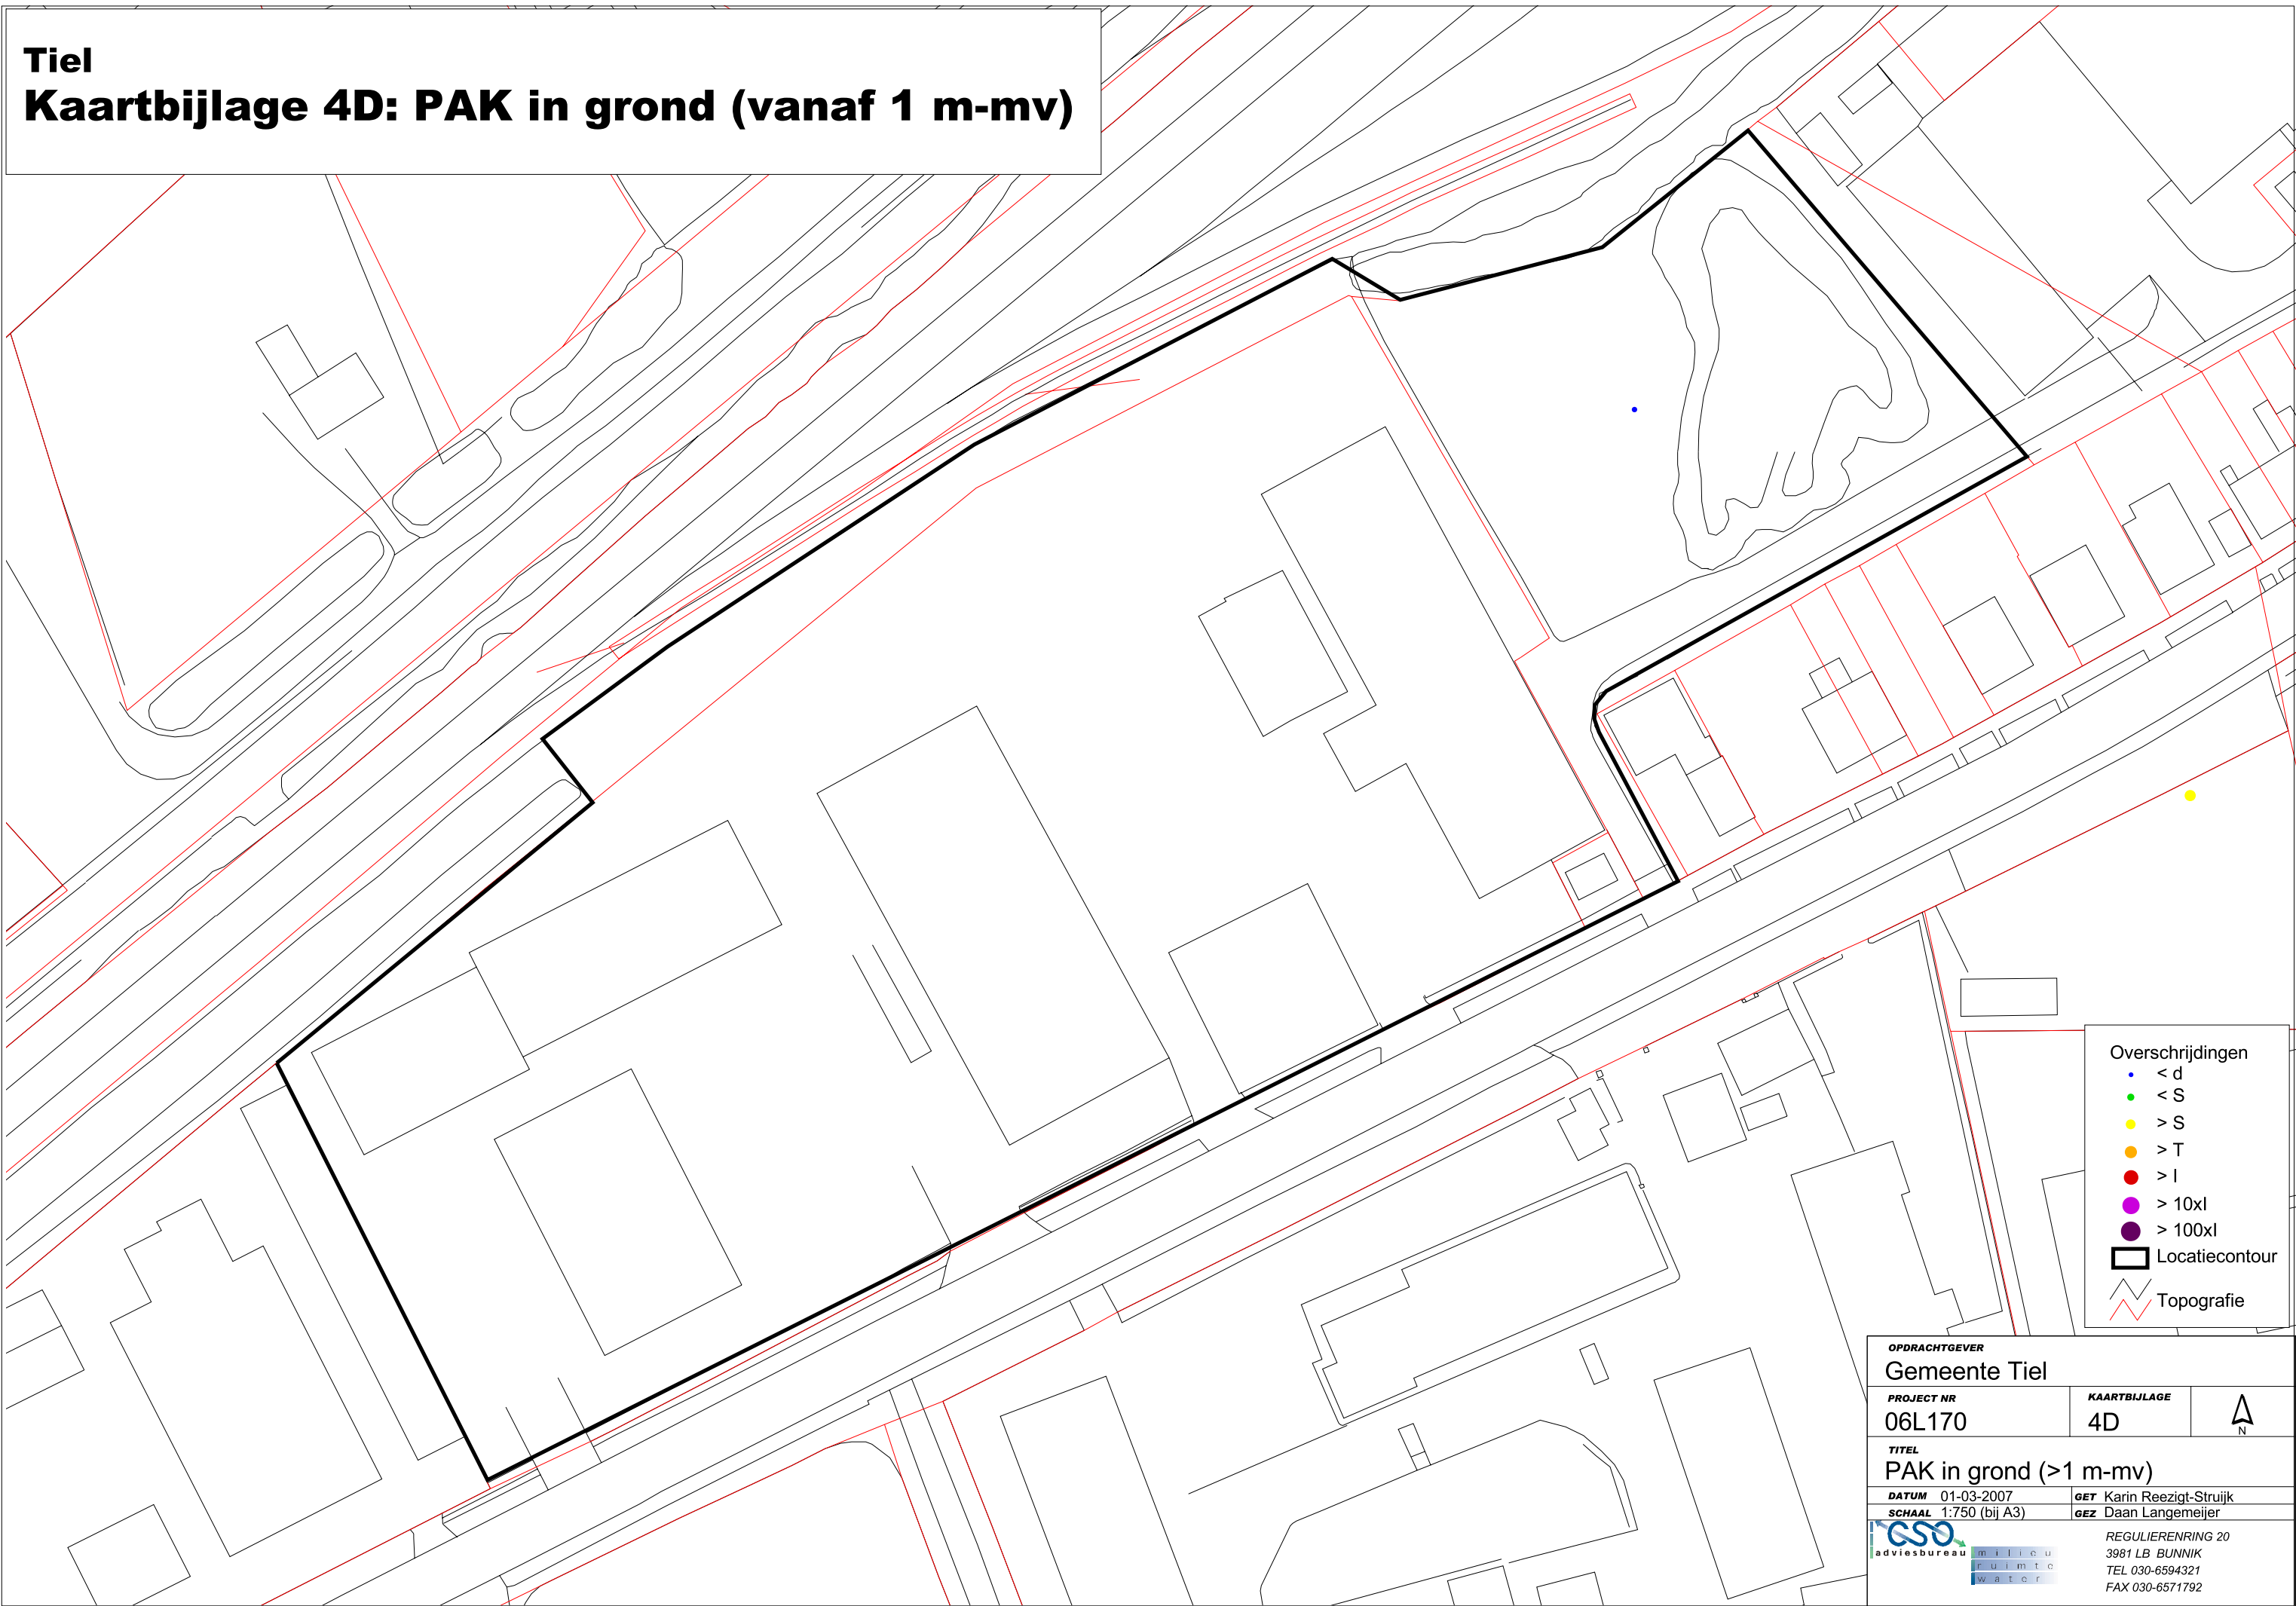 Tiel
Kaartbijlage 4D: PAK in grond (vanaf 1 m-mv)
Overschrijdingen
< d
< S
> S
> T
> I
> 10xI
> 100xI
Locatiecontour
Topografie
OPDRACHTGEVER
Gemeente Tiel
PROJECT NR
06L170
KAARTBIJLAGE
4D
N
TITEL
PAK in grond (>1 m-mv)
DATUM 01-03-2007
GET Karin Reezigt-Struijk
SCHAAL 1:750 (bij A3)
GEZ Daan Langemeijer
CSO
adviesbureau
milieu
ruimte
water
REGULIERENRING 20
3981 LB BUNNIK
TEL 030-6594321
FAX 030-6571792